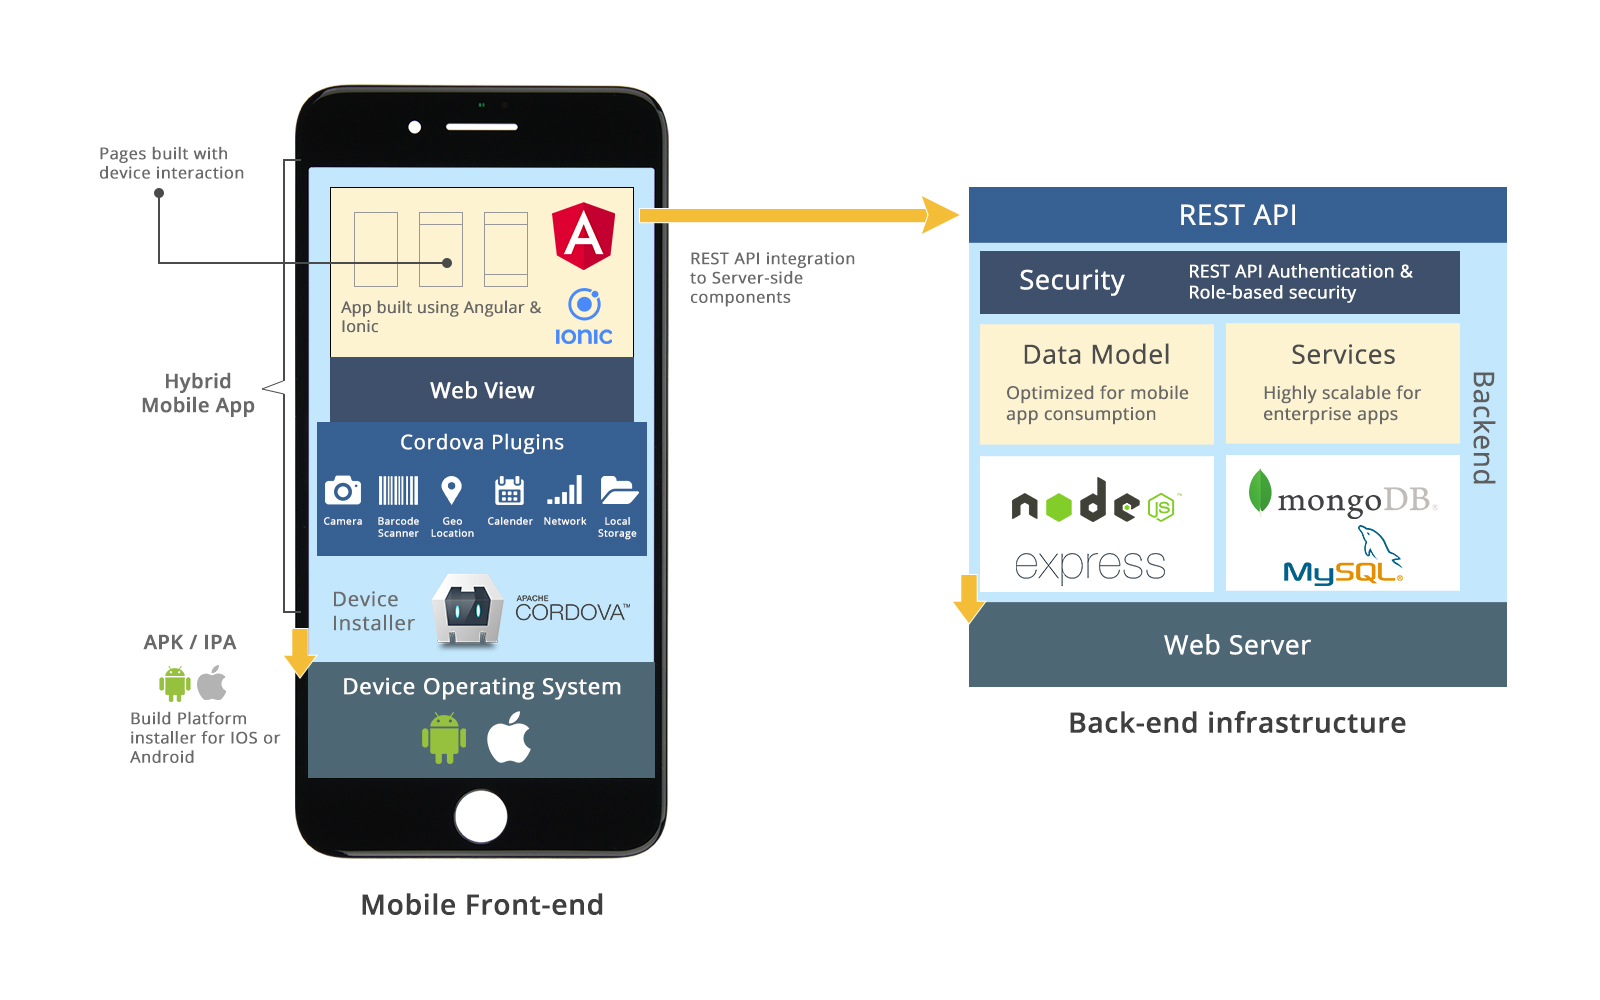 Pages built with
device interaction
Hybrid
Mobile App
APK / IPA
Build Platform
installer for IOS or
Android
App built using Angular &
Ionic
A
IONIC
Web View
Cordova Plugins
Camera
Barcode
Scanner
Geo
Location
Calender
Network
Local
Storage
Device
Installer
APACHE
CORDOVA™
Device Operating System
Mobile Front-end
REST API integration
to Server-side
components
REST API
Security
REST API Authentication &
Role-based security
Data Model
Optimized for mobile
app consumption
Services
Highly scalable for
enterprise apps
Backend
node JS™
express
mongoDB®
MySQL®
Web Server
Back-end infrastructure